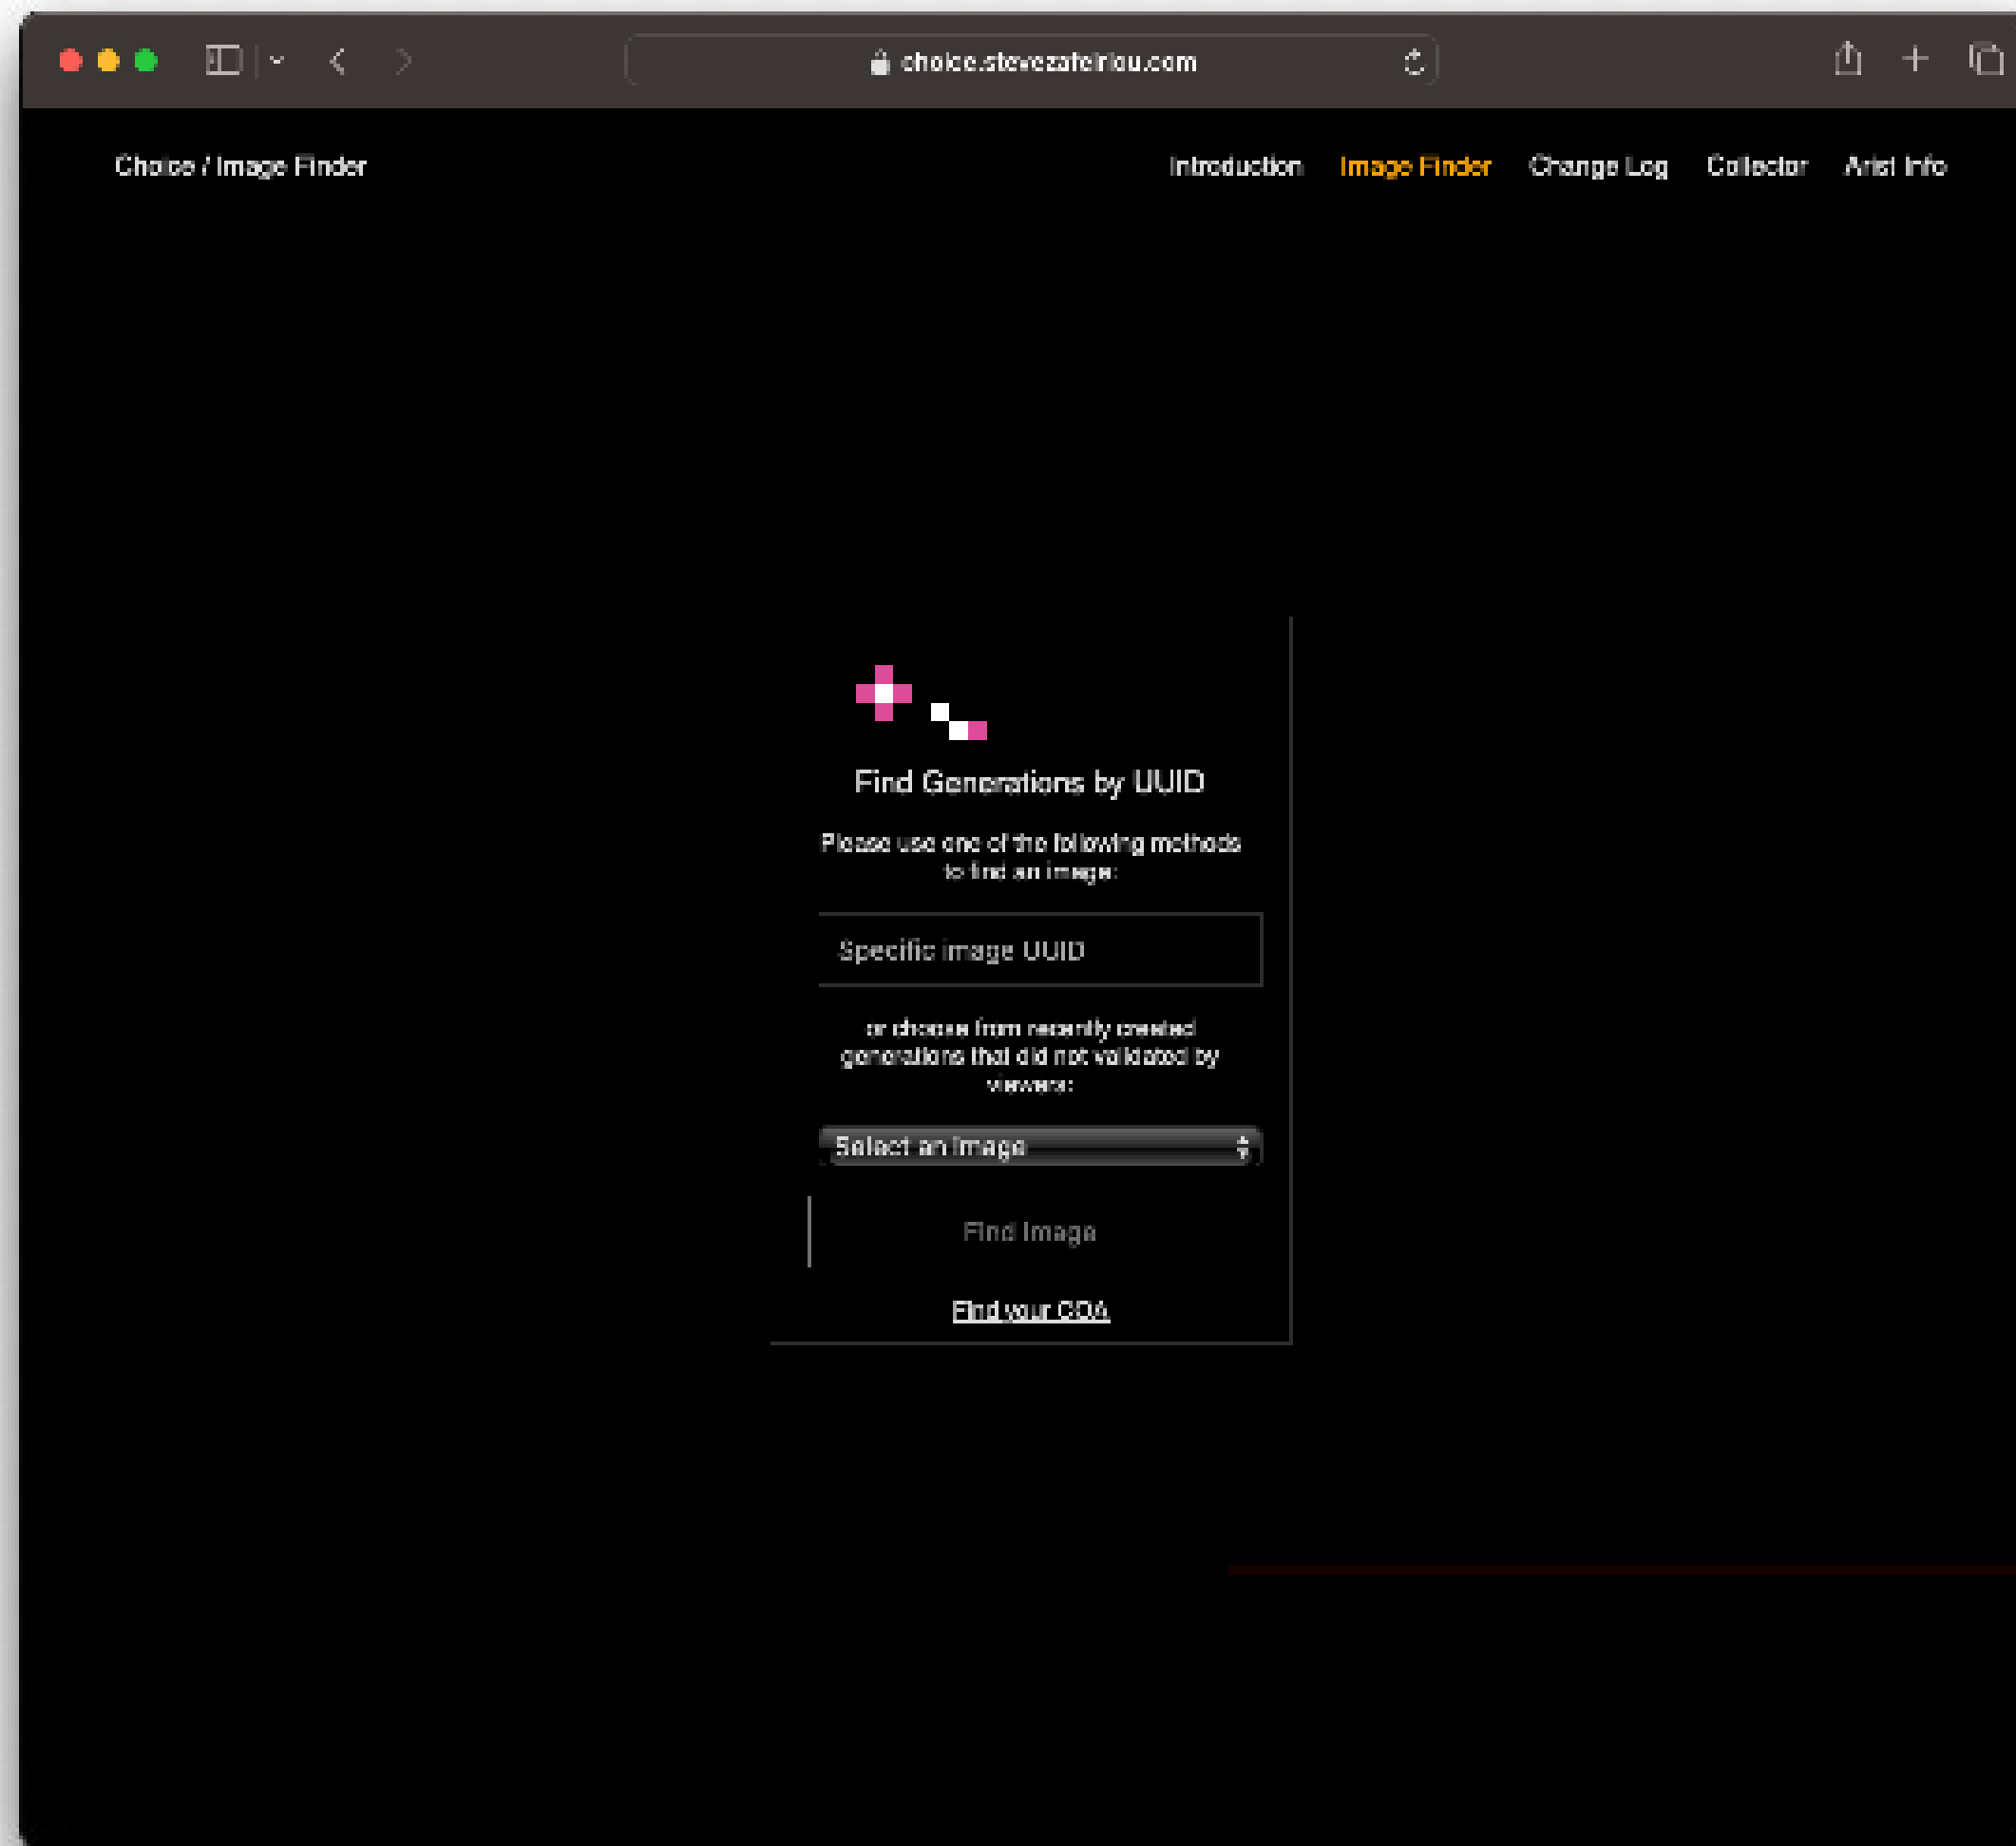 choice.stevezafeiriou.com
Choice / Image Finder
Introduction Image Finder Change Log Collector Artist Info
Find Generations by UUID
Please use one of the following methods
to find an image:
Specific image UUID
or choose from recently created
generations that did not validated by
viewers:
Select an image
Find Image
Find your COA